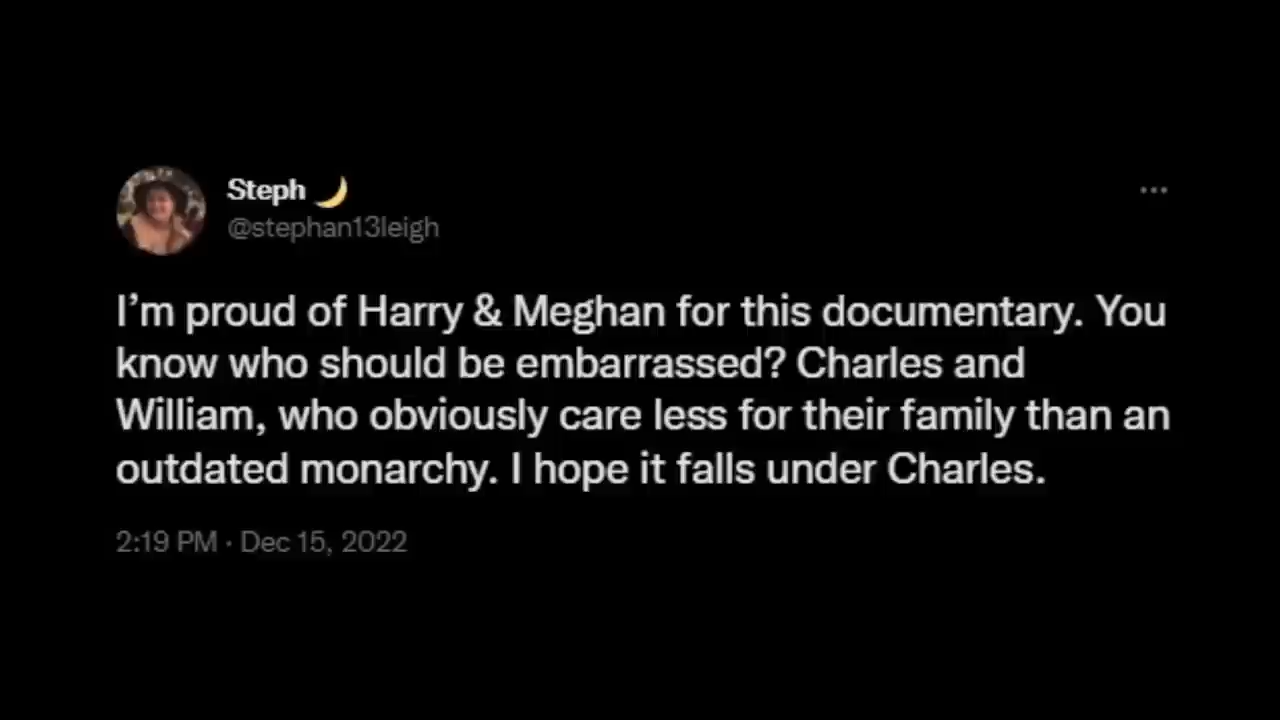 Steph 🌙
@stephan13leigh
I’m proud of Harry & Meghan for this documentary. You
know who should be embarrassed? Charles and
William, who obviously care less for their family than an
outdated monarchy. I hope it falls under Charles.
2:19 PM · Dec 15, 2022